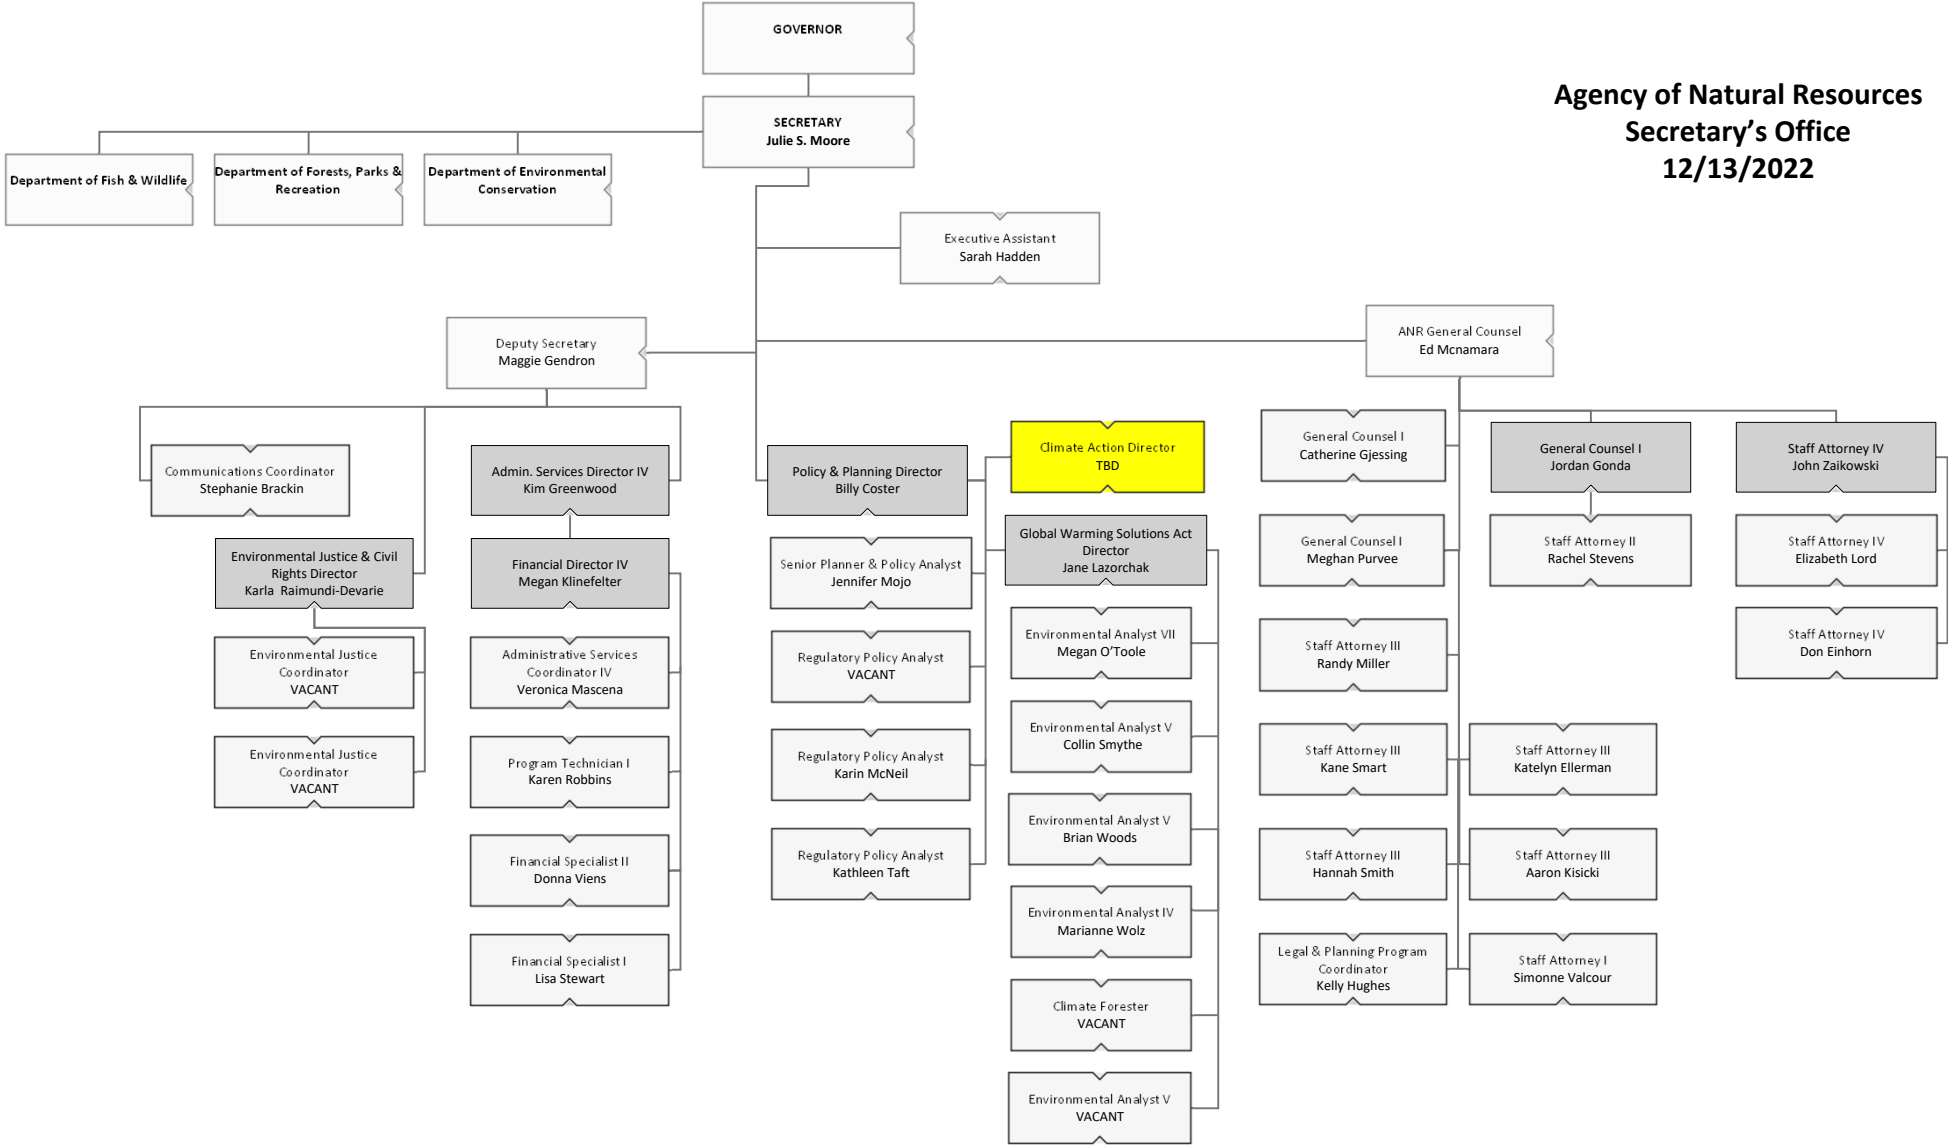 GOVERNOR
SECRETARY
Julie S. Moore
Agency of Natural Resources
Secretary’s Office
12/13/2022
Department of Fish & Wildlife
Department of Forests, Parks &
Recreation
Department of Environmental
Conservation
Executive Assistant
Sarah Hadden
Deputy Secretary
Maggie Gendron
ANR General Counsel
Ed Mcnamara
Communications Coordinator
Stephanie Brackin
Environmental Justice & Civil
Rights Director
Karla Raimundi-Devarie
Environmental Justice
Coordinator
VACANT
Environmental Justice
Coordinator
VACANT
Admin. Services Director IV
Kim Greenwood
Financial Director IV
Megan Klinefelter
Administrative Services
Coordinator IV
Veronica Mascena
Program Technician I
Karen Robbins
Financial Specialist II
Donna Viens
Financial Specialist I
Lisa Stewart
Policy & Planning Director
Billy Coster
Senior Planner & Policy Analyst
Jennifer Mojo
Regulatory Policy Analyst
VACANT
Regulatory Policy Analyst
Karin McNeil
Regulatory Policy Analyst
Kathleen Taft
Climate Action Director
TBD
Global Warming Solutions Act
Director
Jane Lazorchak
Environmental Analyst VII
Megan O’Toole
Environmental Analyst V
Collin Smythe
Environmental Analyst V
Brian Woods
Environmental Analyst IV
Marianne Wolz
Climate Forester
VACANT
Environmental Analyst V
VACANT
General Counsel I
Catherine Gjessing
General Counsel I
Meghan Purvee
Staff Attorney III
Randy Miller
Staff Attorney III
Kane Smart
Staff Attorney III
Hannah Smith
Legal & Planning Program
Coordinator
Kelly Hughes
General Counsel I
Jordan Gonda
Staff Attorney II
Rachel Stevens
Staff Attorney III
Katelyn Ellerman
Staff Attorney III
Aaron Kisicki
Staff Attorney I
Simonne Valcour
Staff Attorney IV
John Zaikowski
Staff Attorney IV
Elizabeth Lord
Staff Attorney IV
Don Einhorn